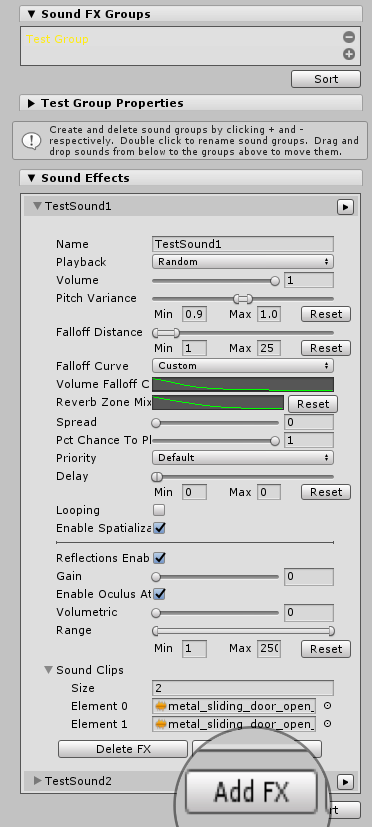 Sound FX Groups
Test Group
Sort
Test Group Properties
Create and delete sound groups by clicking + and -
respectively. Double click to rename sound groups. Drag and
drop sounds from below to the groups above to move them.
Sound Effects
TestSound1
Name TestSound1
Playback Random
Volume 1
Pitch Variance
Min 0.9 Max 1.0 Reset
Falloff Distance
Min 1 Max 25 Reset
Falloff Curve Custom
Volume Falloff C
Reverb Zone Mix Reset
Spread 0
Pct Chance To Pl 1
Priority Default
Delay
Min 0 Max 0 Reset
Looping
Enable Spatializa
Reflections Enab
Gain 0
Enable Oculus At
Volumetric 0
Range
Min 1 Max 250 Reset
Sound Clips
Size 2
Element 0 metal_sliding_door_open_
Element 1 metal_sliding_door_open_
Delete FX
Add FX
TestSound2
rt